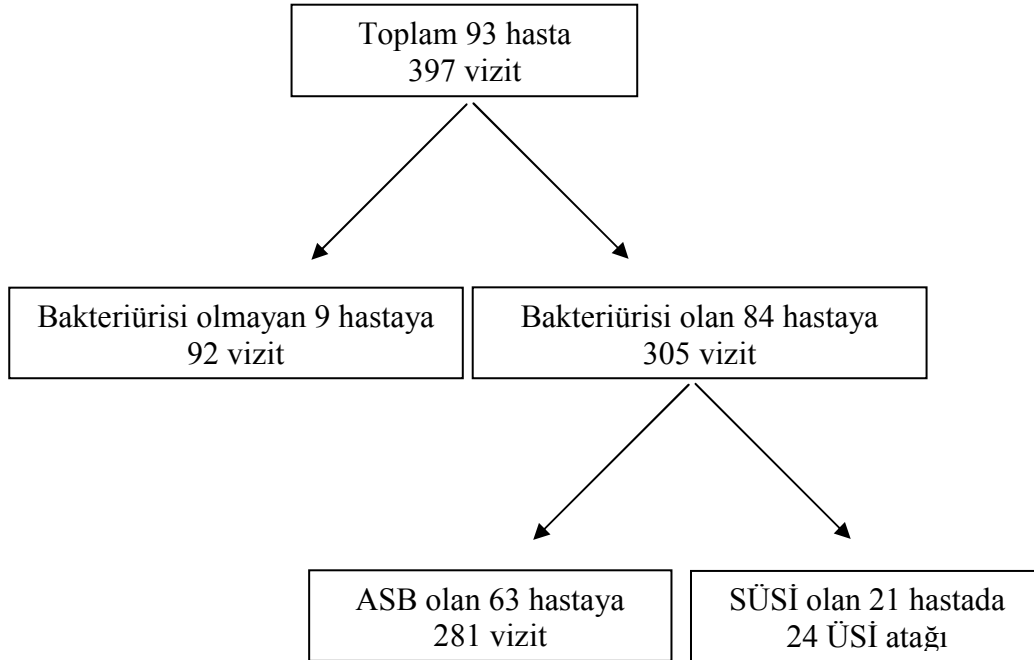 Toplam 93 hasta
397 vizit
Bakteriürisi olmayan 9 hastaya
92 vizit
Bakteriürisi olan 84 hastaya
305 vizit
ASB olan 63 hastaya
281 vizit
SÜSİ olan 21 hastada
24 ÜSİ atağı